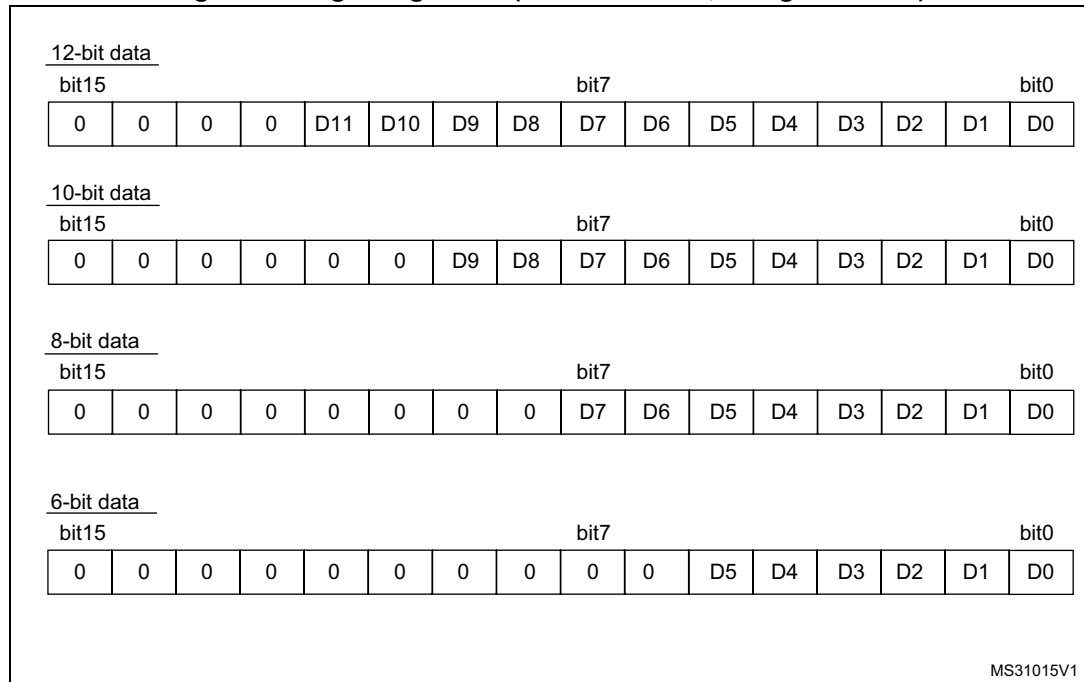 12-bit data
bit15 bit7 bit0
0 0 0 0 D11 D10 D9 D8 D7 D6 D5 D4 D3 D2 D1 D0
10-bit data
bit15 bit7 bit0
0 0 0 0 0 0 D9 D8 D7 D6 D5 D4 D3 D2 D1 D0
8-bit data
bit15 bit7 bit0
0 0 0 0 0 0 0 0 D7 D6 D5 D4 D3 D2 D1 D0
6-bit data
bit15 bit7 bit0
0 0 0 0 0 0 0 0 0 0 D5 D4 D3 D2 D1 D0
MS31015V1